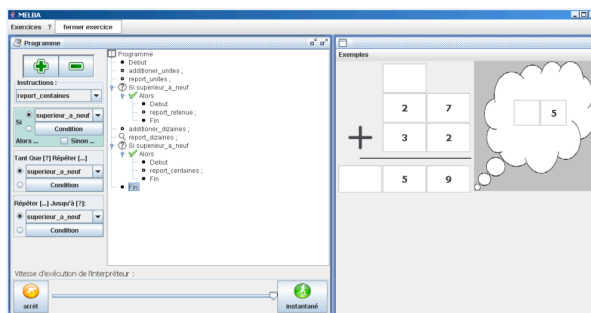 MELBA
Exercices ? fermer exercice
Programme
Instructions :
report_centaines
Si
superieur_a_neuf
Condition
Alors ... Sinon ...
Tant Que [?] Répéter [...]
superieur_a_neuf
Condition
Répéter [...] Jusqu'à [?]:
superieur_a_neuf
Condition
Programme
Debut
additioner_unites ;
report_unites ;
Si superieur_a_neuf
Alors
Debut
report_retenue ;
Fin
additioner_dizaines ;
report_dizaines ;
Si superieur_a_neuf
Alors
Debut
report_centaines ;
Fin
Fin
Vitesse d'exécution de l'Interpréteur :
arrêt
instantané
Exemples
2 7
+ 3 2
5 9
5